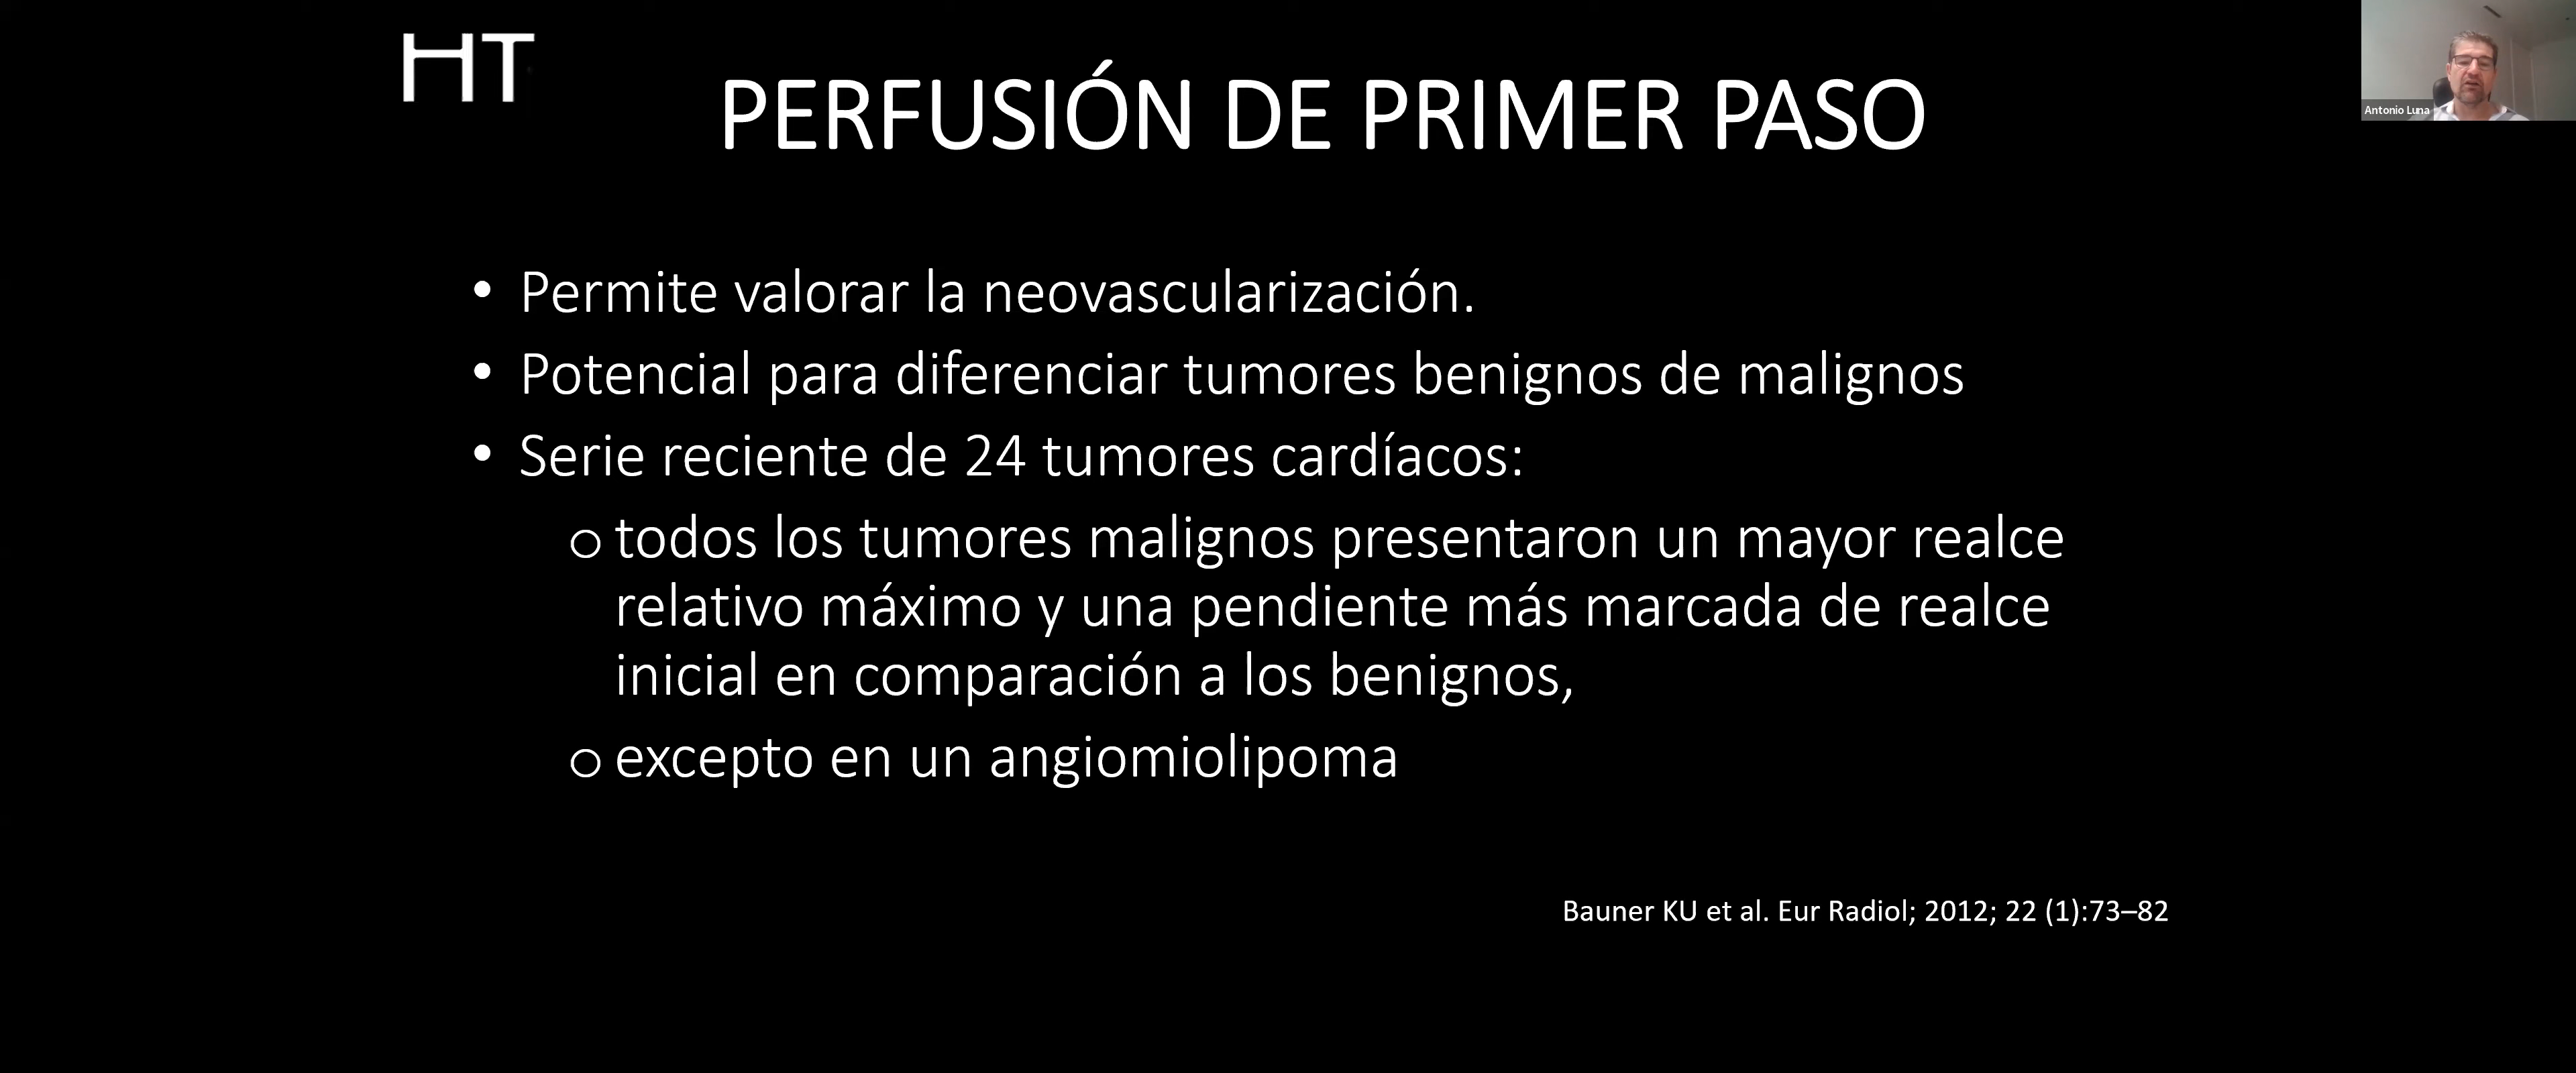 HT
PERFUSIÓN DE PRIMER PASO
Antonio Luna
• Permite valorar la neovascularización.
• Potencial para diferenciar tumores benignos de malignos
• Serie reciente de 24 tumores cardíacos:
o todos los tumores malignos presentaron un mayor realce
relativo máximo y una pendiente más marcada de realce
inicial en comparación a los benignos,
o excepto en un angiomiolipoma
Bauner KU et al. Eur Radiol; 2012; 22 (1):73–82